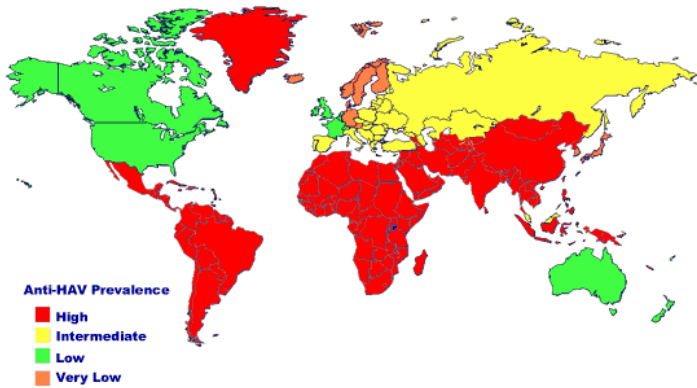 Anti-HAV Prevalence
High
Intermediate
Low
Very Low